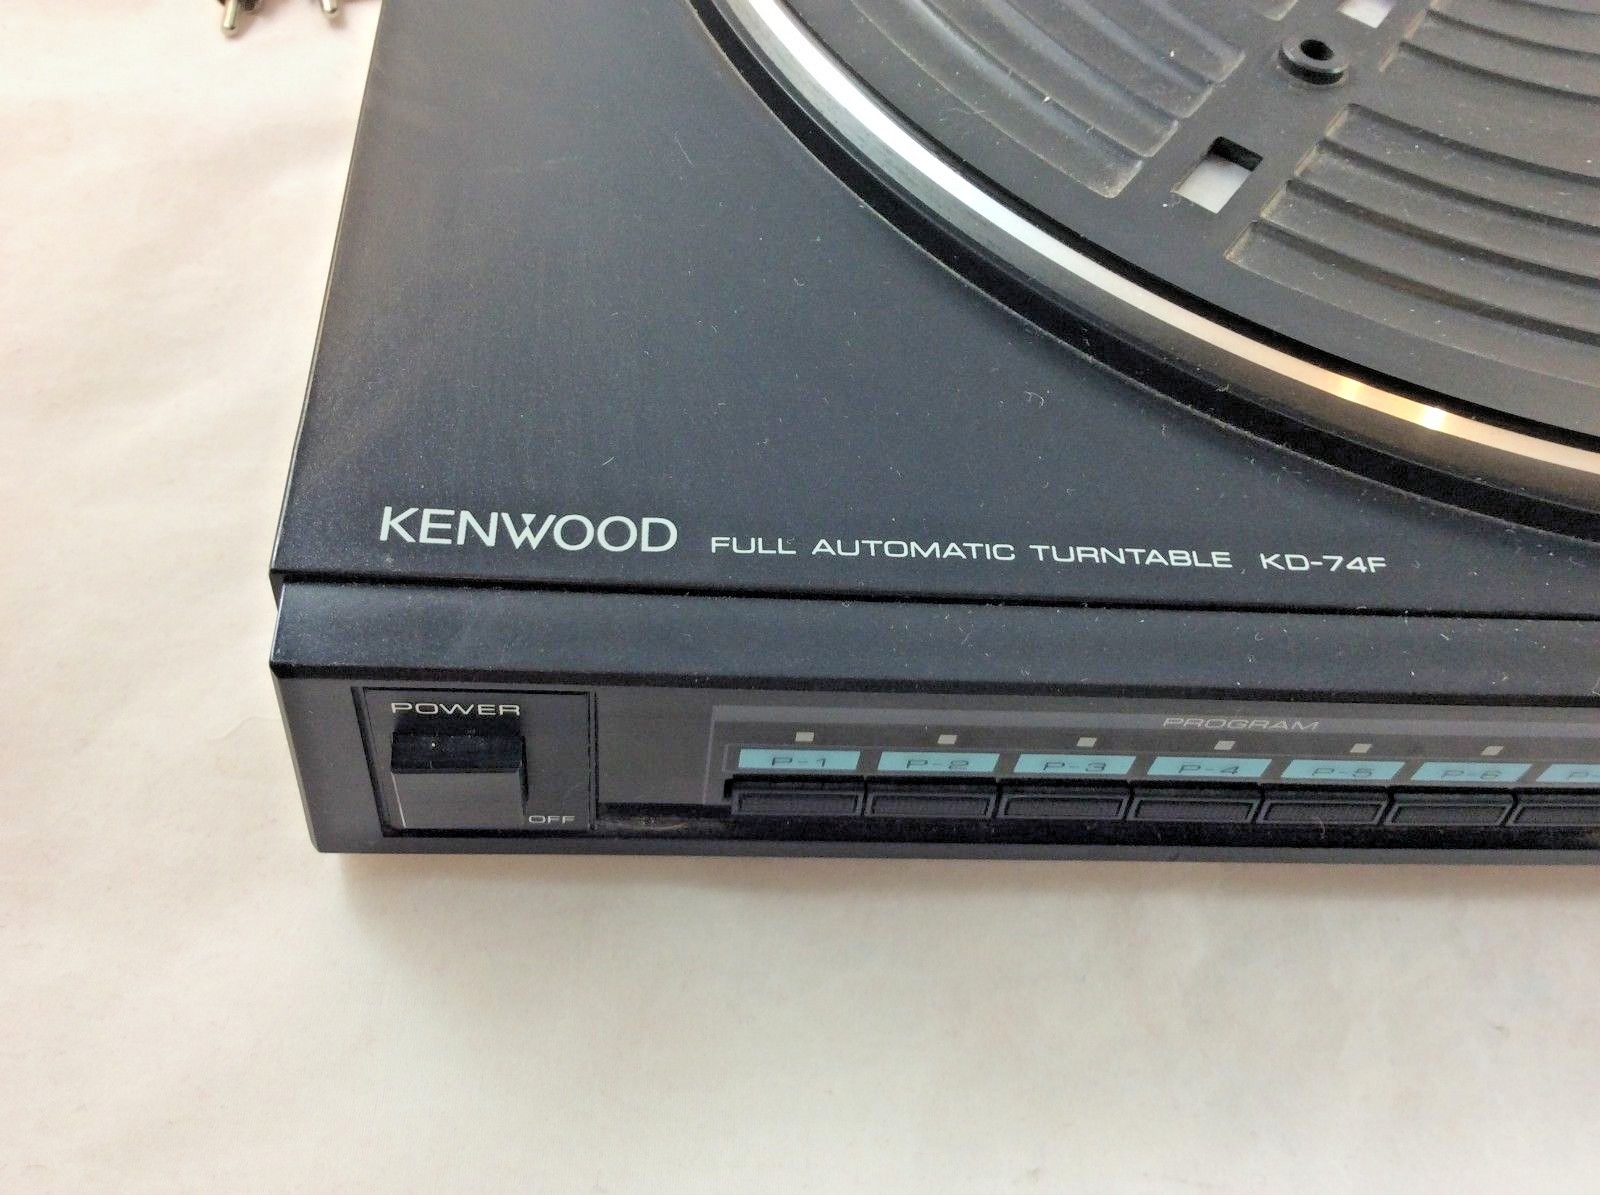 KENWOOD FULL AUTOMATIC TURNTABLE KD-74F
POWER
OFF
PROGRAM
P-1 P-2 P-3 P-4 P-5 P-6